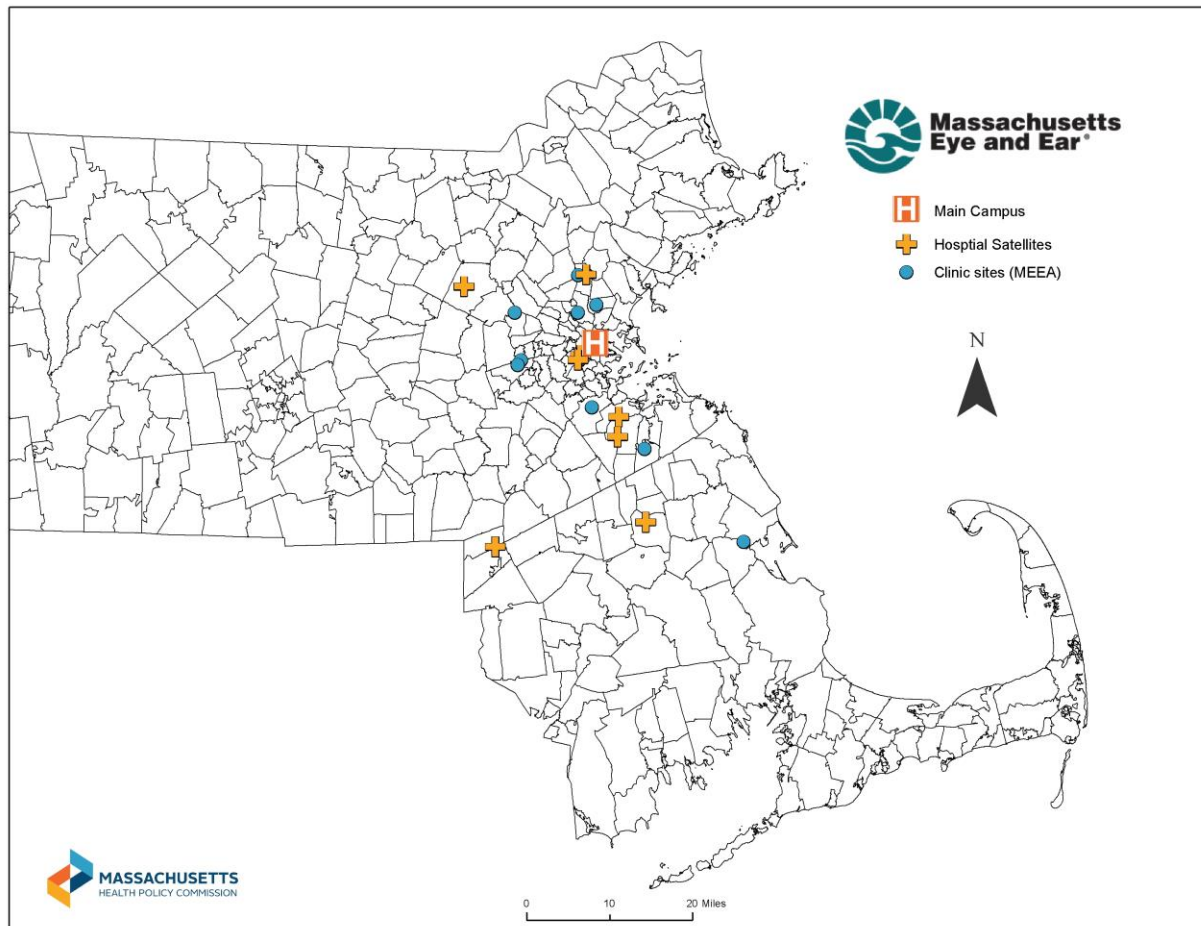 Massachusetts
Eye and Ear®
H Main Campus
Hosptial Satellites
Clinic sites (MEEA)
H
N
MASSACHUSETTS
HEALTH POLICY COMMISSION
0 10 20 Miles